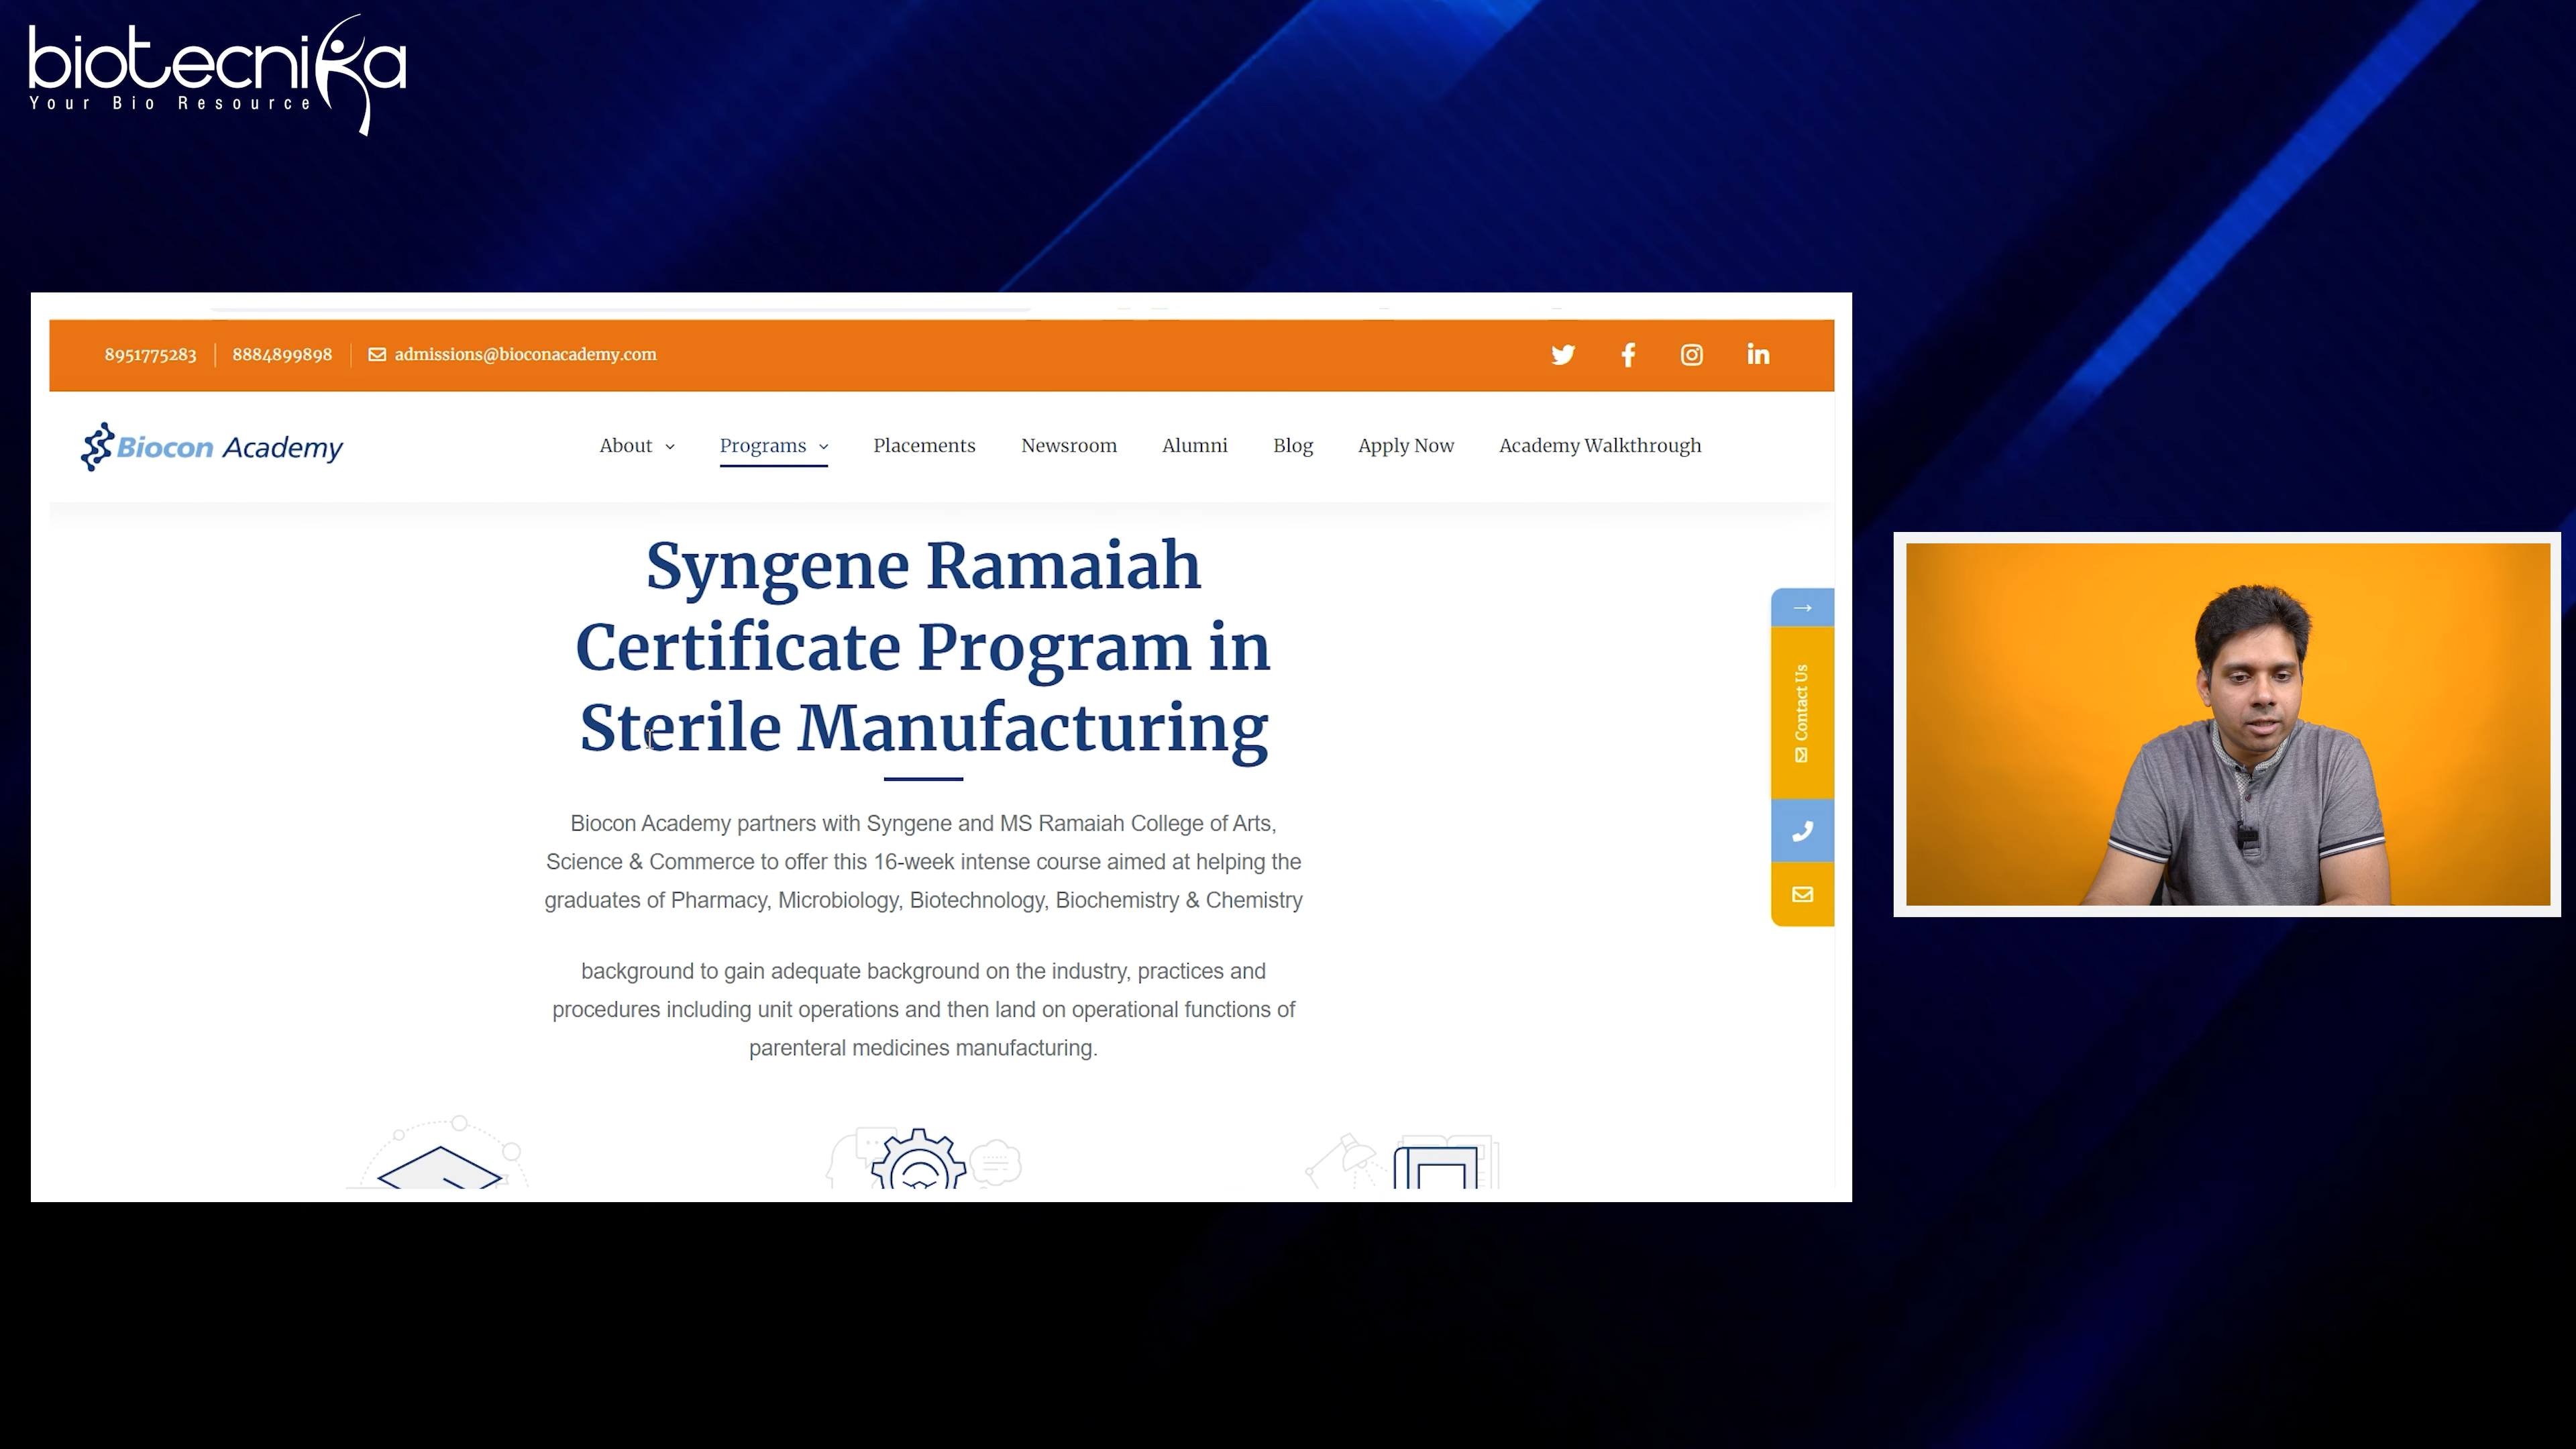 biotecnika
Your Bio Resource
8951775283
8884899898
admissions@bioconacademy.com
Biocon Academy
About
Programs
Placements
Newsroom
Alumni
Blog
Apply Now
Academy Walkthrough
Syngene Ramaiah
Certificate Program in
Sterile Manufacturing
Biocon Academy partners with Syngene and MS Ramaiah College of Arts,
Science & Commerce to offer this 16-week intense course aimed at helping the
graduates of Pharmacy, Microbiology, Biotechnology, Biochemistry & Chemistry
background to gain adequate background on the industry, practices and
procedures including unit operations and then land on operational functions of
parenteral medicines manufacturing.
Contact Us